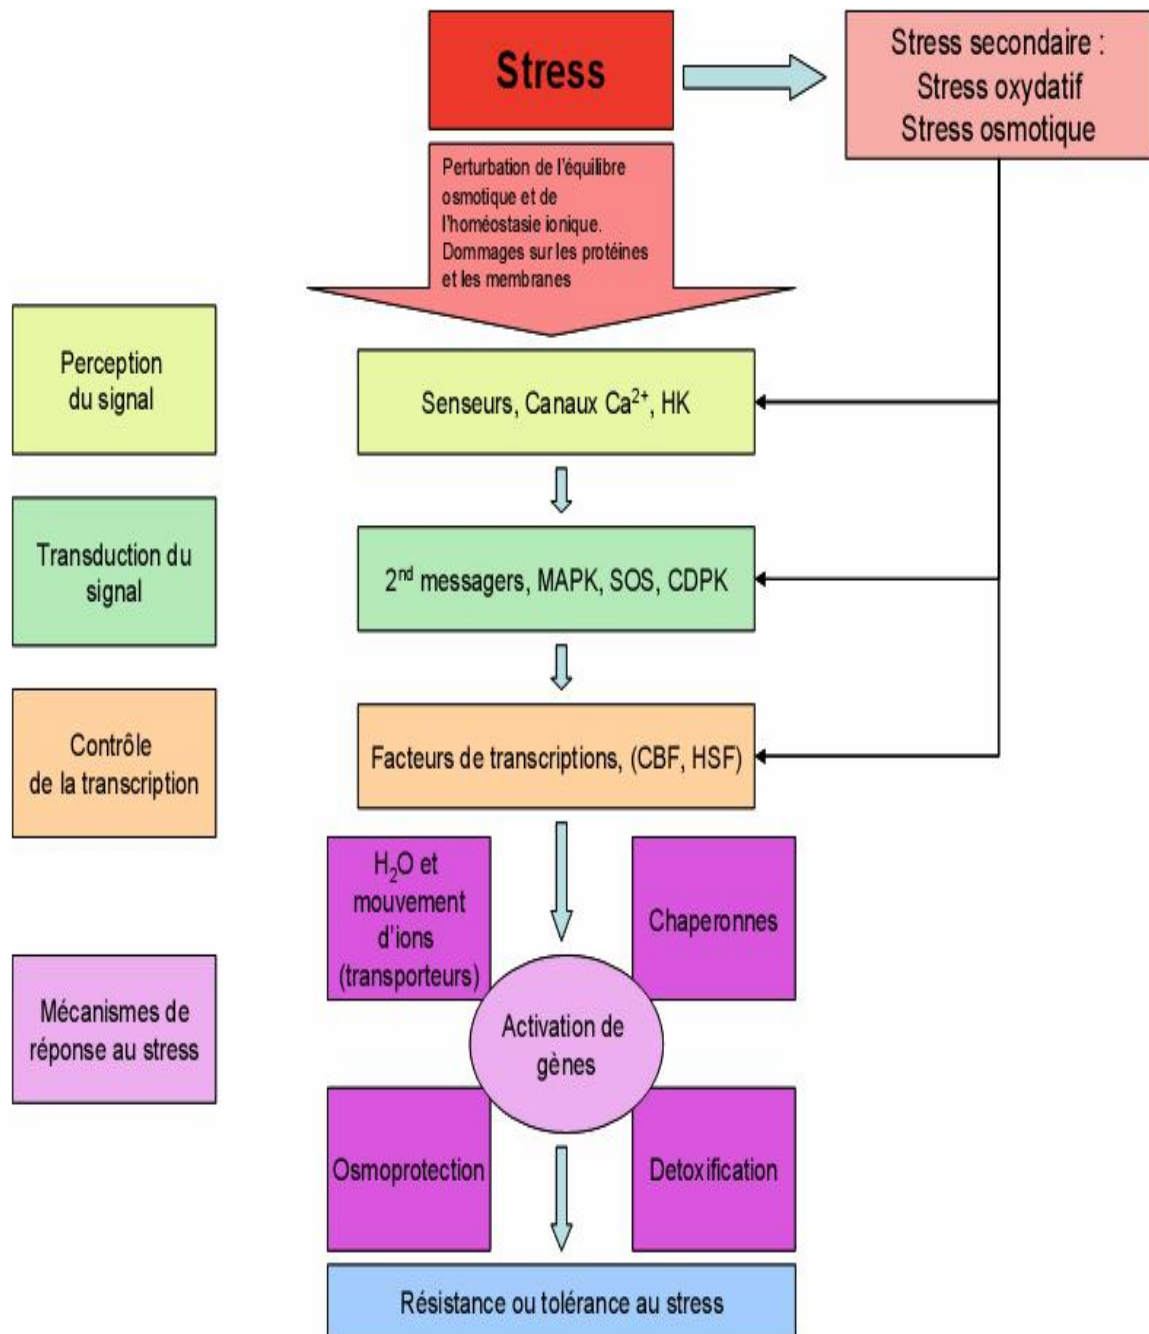 Stress
Stress secondaire :
Stress oxydatif
Stress osmotique
Perturbation de l'équilibre
osmotique et de
l'homéostasie ionique.
Dommages sur les protéines
et les membranes
Perception
du signal
Senseurs, Canaux Ca²⁺, HK
Transduction du
signal
2ⁿᵈ messagers, MAPK, SOS, CDPK
Contrôle
de la transcription
Facteurs de transcriptions, (CBF, HSF)
H₂O et
mouvement
d'ions
(transporteurs)
Chaperonnes
Mécanismes de
réponse au stress
Activation de
gènes
Osmoprotection
Detoxification
Résistance ou tolérance au stress